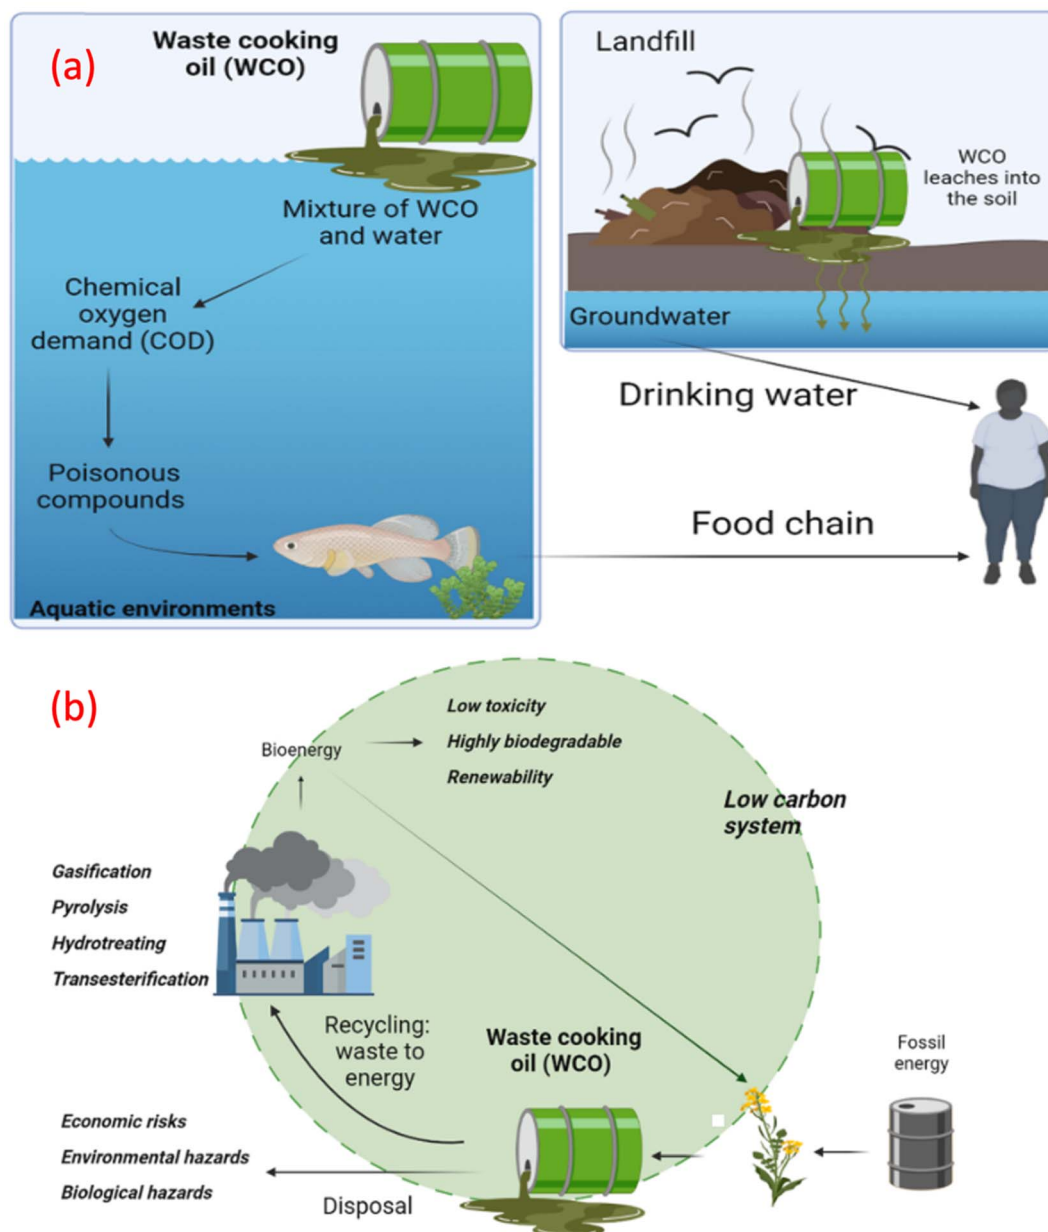 (a)
Waste cooking
oil (WCO)
Mixture of WCO
and water
Chemical
oxygen
demand (COD)
Poisonous
compounds
Aquatic environments
Landfill
WCO
leaches into
the soil
Groundwater
Drinking water
Food chain
(b)
Low toxicity
Highly biodegradable
Renewability
Bioenergy
Low carbon
system
Gasification
Pyrolysis
Hydrotreating
Transesterification
Recycling:
waste to
energy
Waste cooking
oil (WCO)
Fossil
energy
Economic risks
Environmental hazards
Biological hazards
Disposal